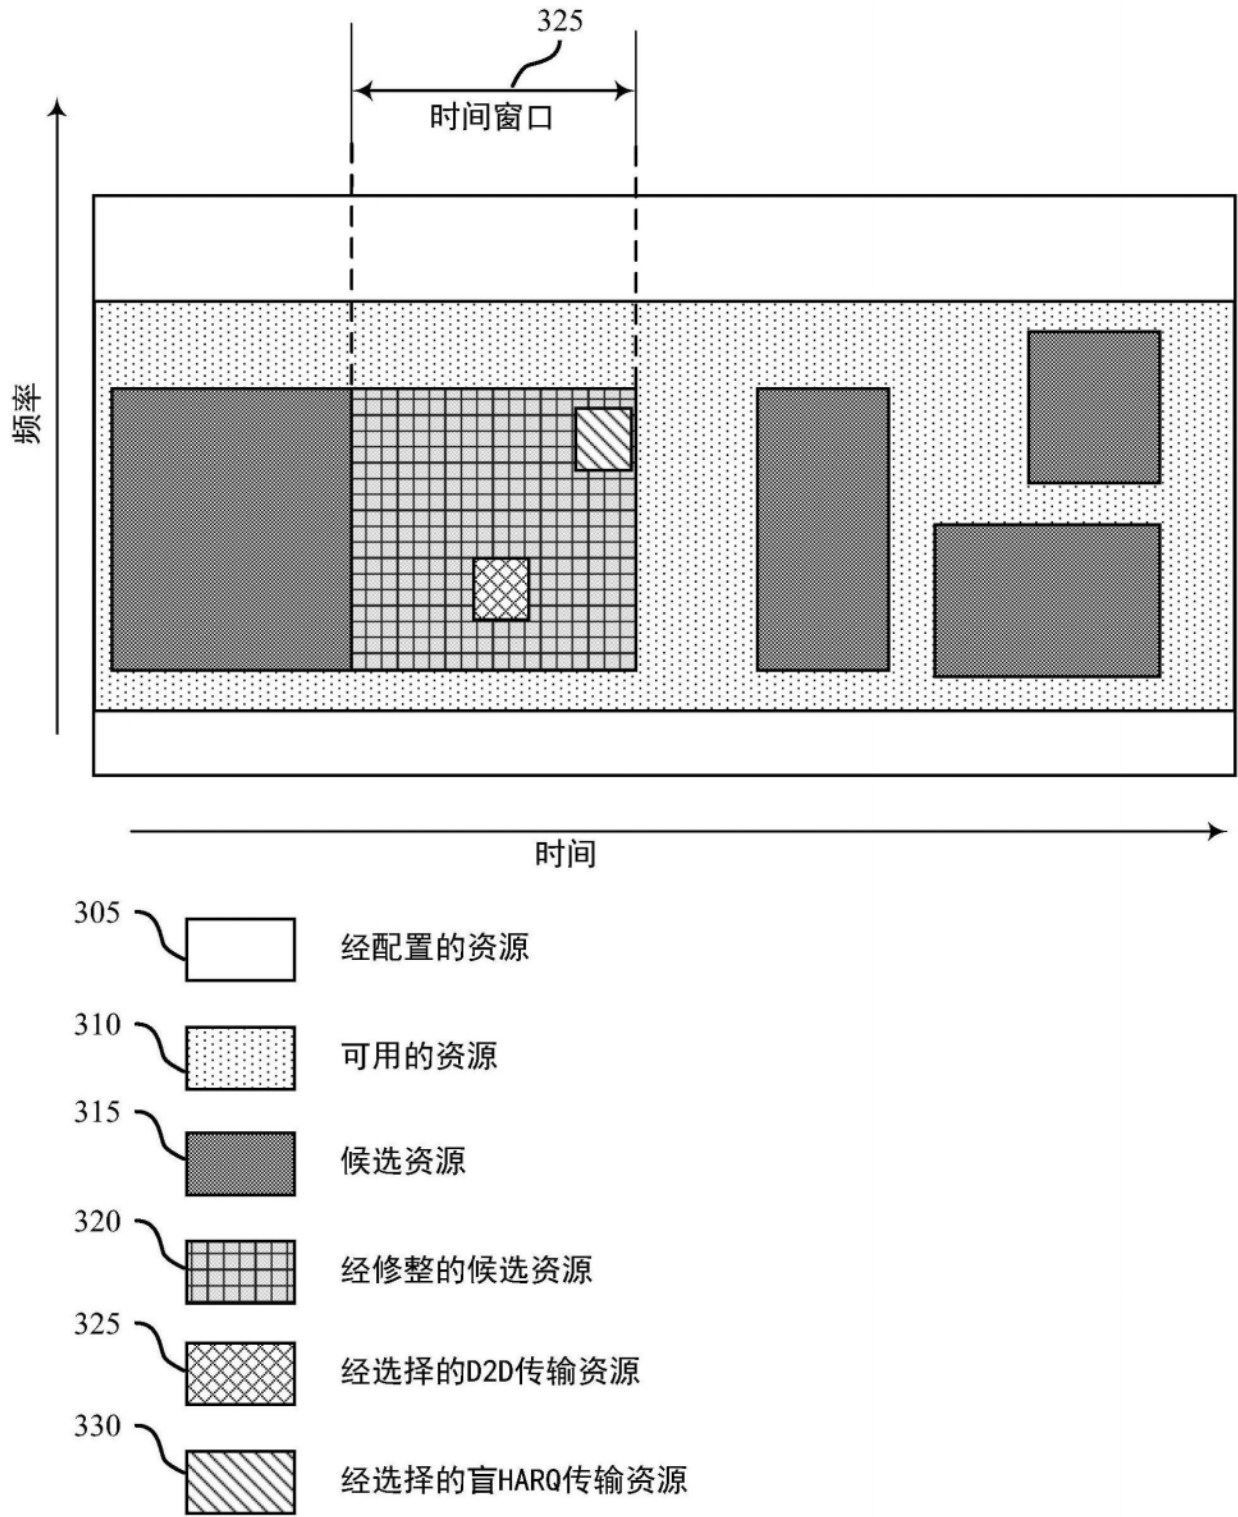 325
时间窗口
频率
时间
305
经配置的资源
310
可用的资源
315
候选资源
320
经修整的候选资源
325
经选择的D2D传输资源
330
经选择的盲HARQ传输资源